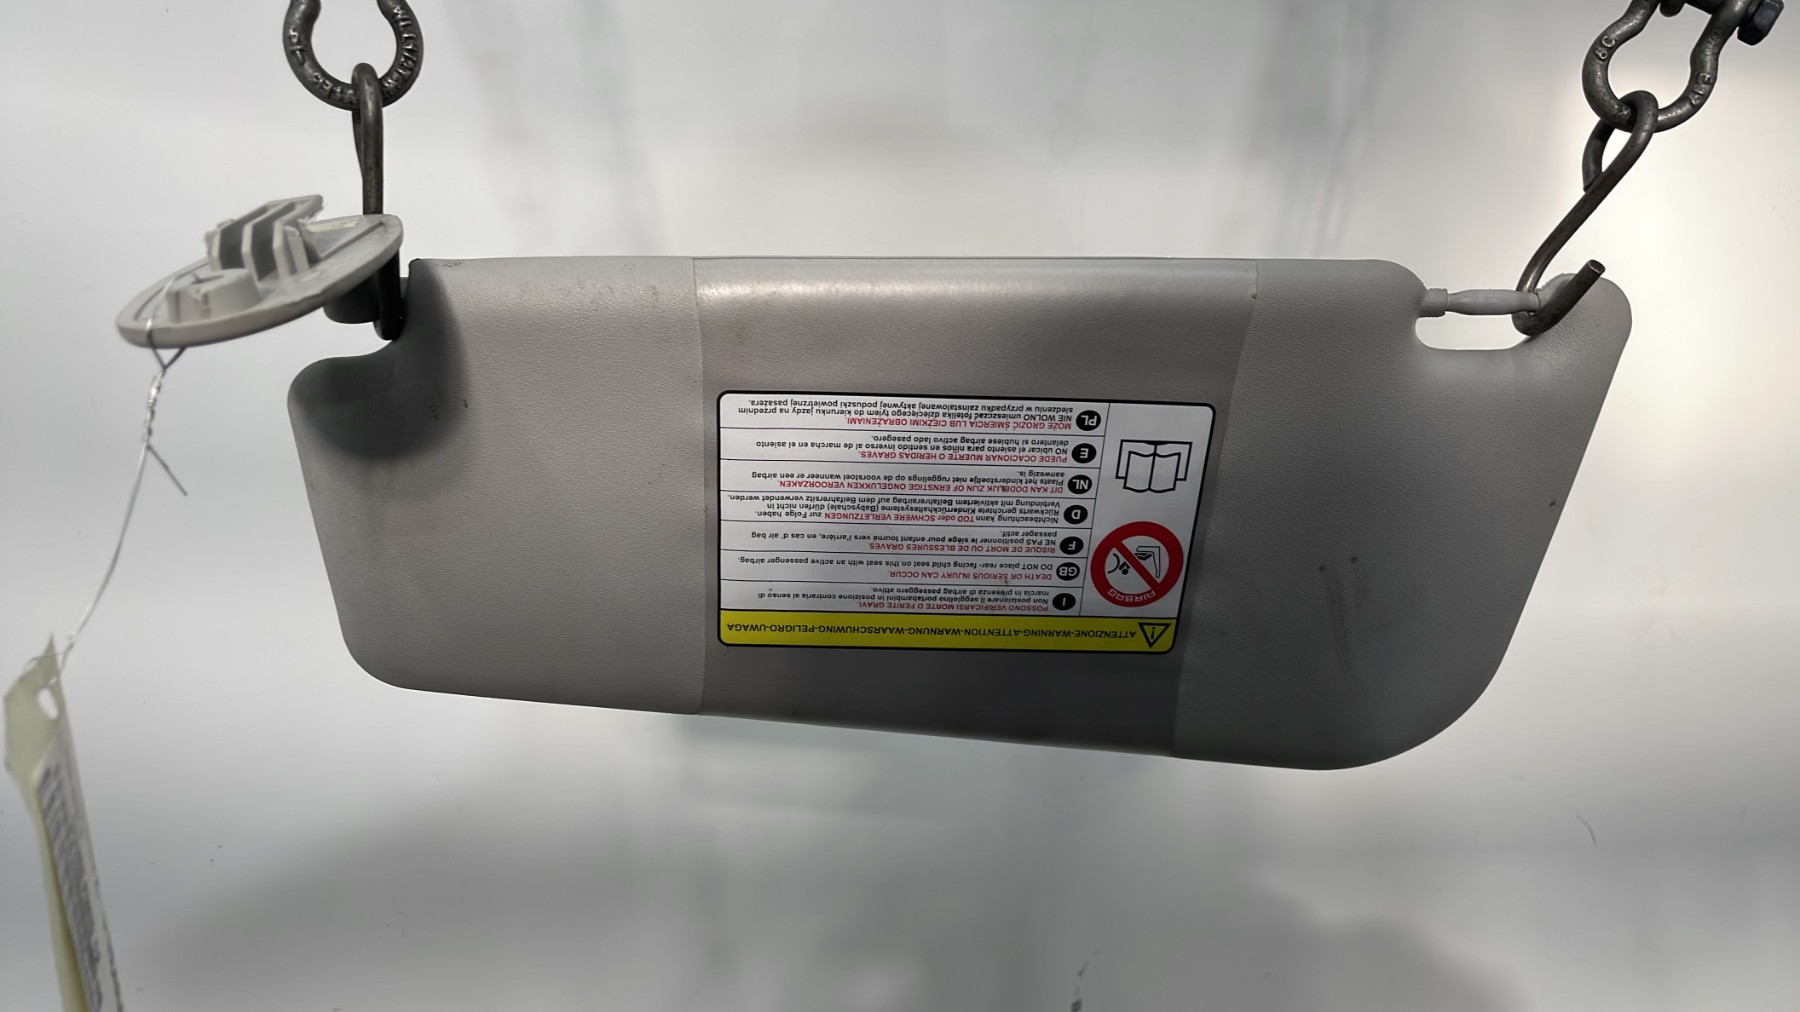 ATTENZIONE-WARNING-ATTENTION-WARNUNG-WAARSCHUWING-PELIGRO-UWAGA
I
POSSONO VERIFICARSI MORTE O FERITE GRAVI.
Non posizionare il seggiolino portabambini in posizione contraria al senso di
marcia in presenza di airbag passeggero attivo.
GB
DEATH OR SERIOUS INJURY CAN OCCUR.
DO NOT place rear- facing child seat on this seat with an active passenger airbag.
F
RISQUE DE MORT OU DE BLESSURES GRAVES.
NE PAS positionner le siège pour enfant tourné vers l'arrière, en cas d' air bag
passager actif.
D
Nichtbeachtung kann TOD oder SCHWERE VERLETZUNGEN zur Folge haben.
Rückwarts gerichtete Kinderrückhaltesysteme (Babyschale) dürfen nicht in
Verbindung mit aktiviertem Beifahrerairbag auf dem Beifahrersitz verwendet werden.
NL
DIT KAN DODELIJK ZIJN OF ERNSTIGE ONGELUKKEN VEROORZAKEN.
Plaats het kinderstoeltje niet ruggelings op de voorstoel wanneer er een airbag
aanwezig is.
E
PUEDE OCACIONAR MUERTE O HERIDAS GRAVES.
NO ubicar el asiento para niños en sentido inverso al de marcha en el asiento
delantero si hubiese airbag activo lado pasegero.
PL
MOŻE GROZIĆ ŚMIERCIĄ LUB CIĘŻKIMI OBRAŻENIAMI.
NIE WOLNO umieszczać fotelika dziecięcego tyłem do kierunku jazdy na przednim
siedzeniu w przypadku zainstalowanej aktywnej poduszki powietrznej pasażera.
AIRBAG